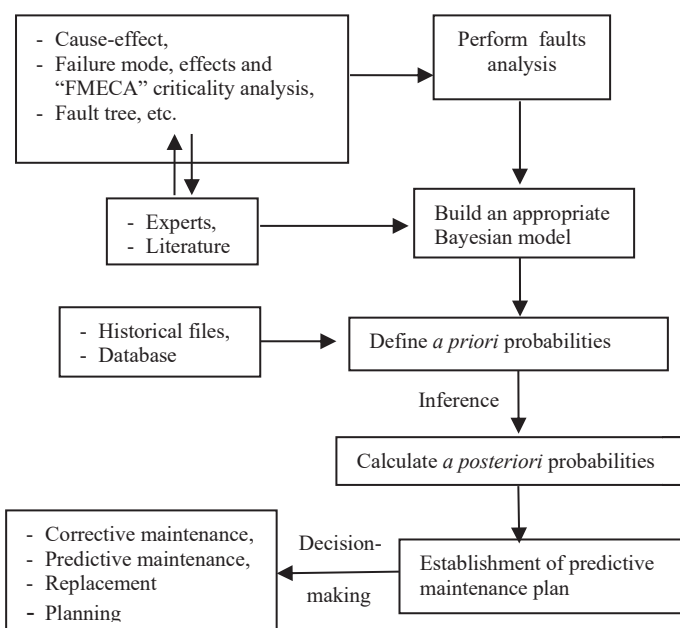 - Cause-effect,
- Failure mode, effects and
“FMECA” criticality analysis,
- Fault tree, etc.
Perform faults
analysis
- Experts,
- Literature
Build an appropriate
Bayesian model
- Historical files,
- Database
Define a priori probabilities
Inference
Calculate a posteriori probabilities
- Corrective maintenance,
- Predictive maintenance,
- Replacement
- Planning
Decision-
making
Establishment of predictive
maintenance plan